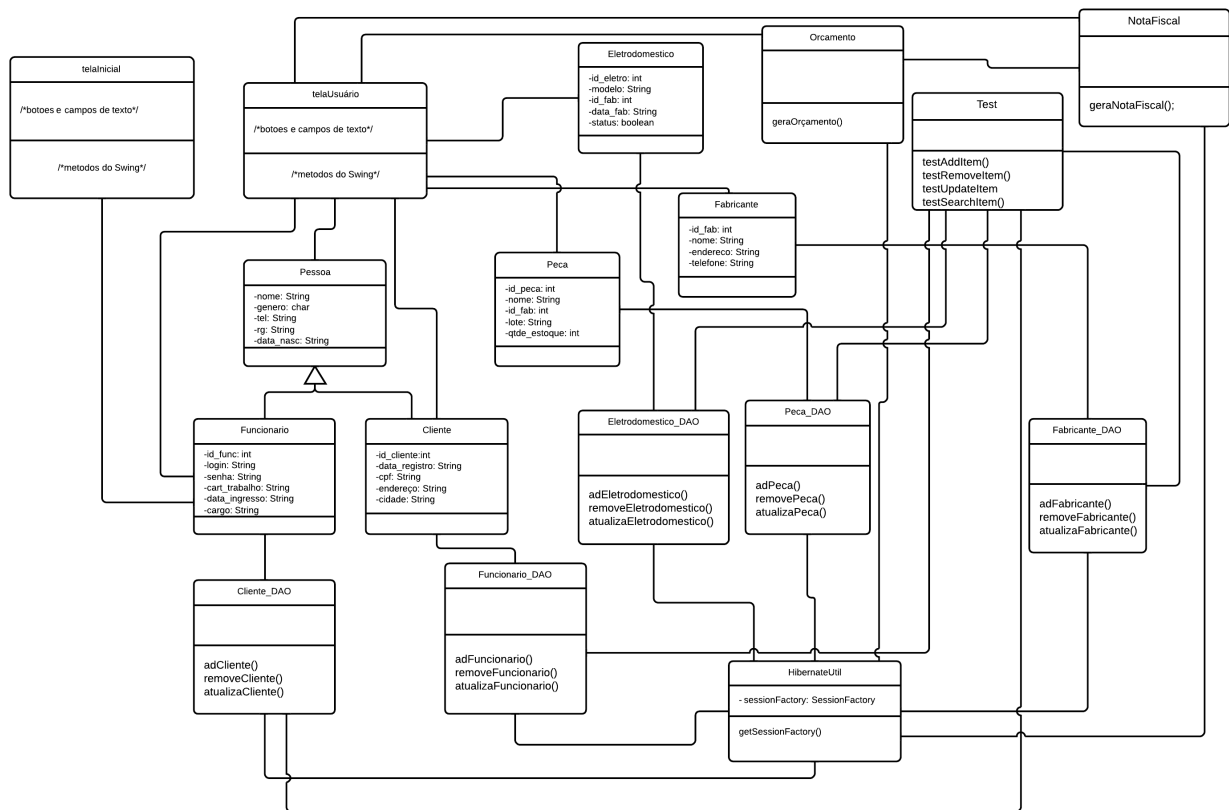 NotaFiscal
geraNotaFiscal();
Orcamento
geraOrçamento()
Eletrodomestico
-id_eletro: int
-modelo: String
-id_fab: int
-data_fab: String
-status: boolean
telaInicial
/*botoes e campos de texto*/
/*metodos do Swing*/
telaUsuário
/*botoes e campos de texto*/
/*metodos do Swing*/
Test
testAddItem()
testRemoveItem()
testUpdateItem
testSearchItem()
Fabricante
-id_fab: int
-nome: String
-endereco: String
-telefone: String
Pessoa
-nome: String
-genero: char
-tel: String
-rg: String
-data_nasc: String
Peca
-id_peca: int
-nome: String
-id_fab: int
-lote: String
-qtde_estoque: int
Funcionario
-id_func: int
-login: String
-senha: String
-cart_trabalho: String
-data_ingresso: String
-cargo: String
Cliente
-id_cliente:int
-data_registro: String
-cpf: String
-endereço: String
-cidade: String
Eletrodomestico_DAO
adEletrodomestico()
removeEletrodomestico()
atualizaEletrodomestico()
Peca_DAO
adPeca()
removePeca()
atualizaPeca()
Fabricante_DAO
adFabricante()
removeFabricante()
atualizaFabricante()
Cliente_DAO
adCliente()
removeCliente()
atualizaCliente()
Funcionario_DAO
adFuncionario()
removeFuncionario()
atualizaFuncionario()
HibernateUtil
- sessionFactory: SessionFactory
getSessionFactory()